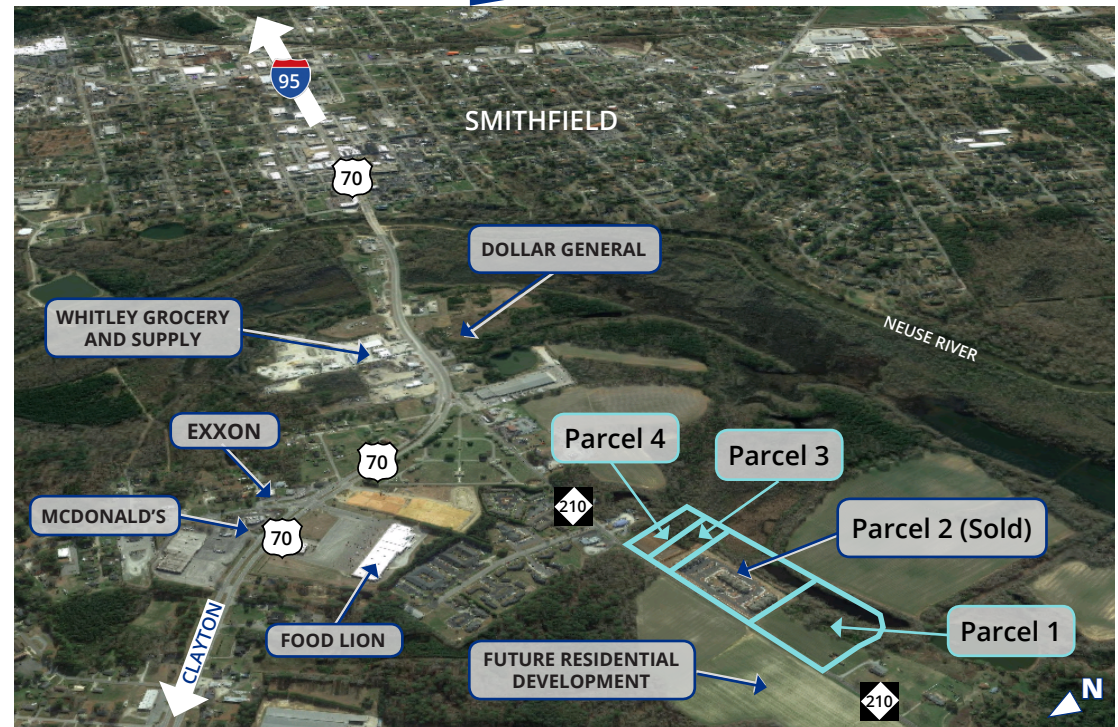 95
SMITHFIELD
70
DOLLAR GENERAL
WHITLEY GROCERY
AND SUPPLY
NEUSE RIVER
EXXON
70
Parcel 4
Parcel 3
MCDONALD'S
210
70
Parcel 2 (Sold)
CLAYTON
FOOD LION
Parcel 1
FUTURE RESIDENTIAL
DEVELOPMENT
210
N